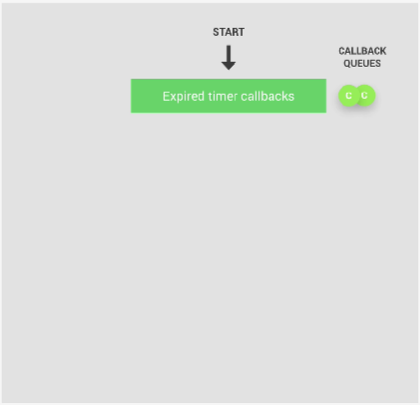 START
CALLBACK
QUEUES
Expired timer callbacks
C C